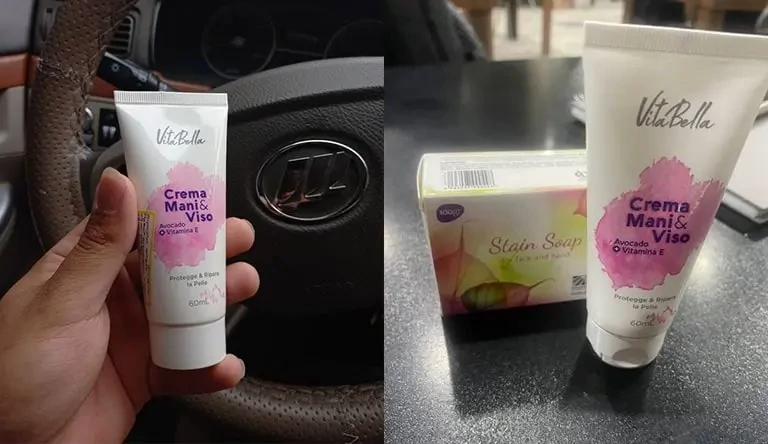 VitaBella
Crema
Mani&
Viso
Avocado
+Vitamina E
Protegge & Ripara
la Pelle
60mL
Stain Soap
for face and hand
VitaBella
Crema
Mani&
Viso
Avocado
+Vitamina E
Protegge & Ripara
la Pelle
60mL